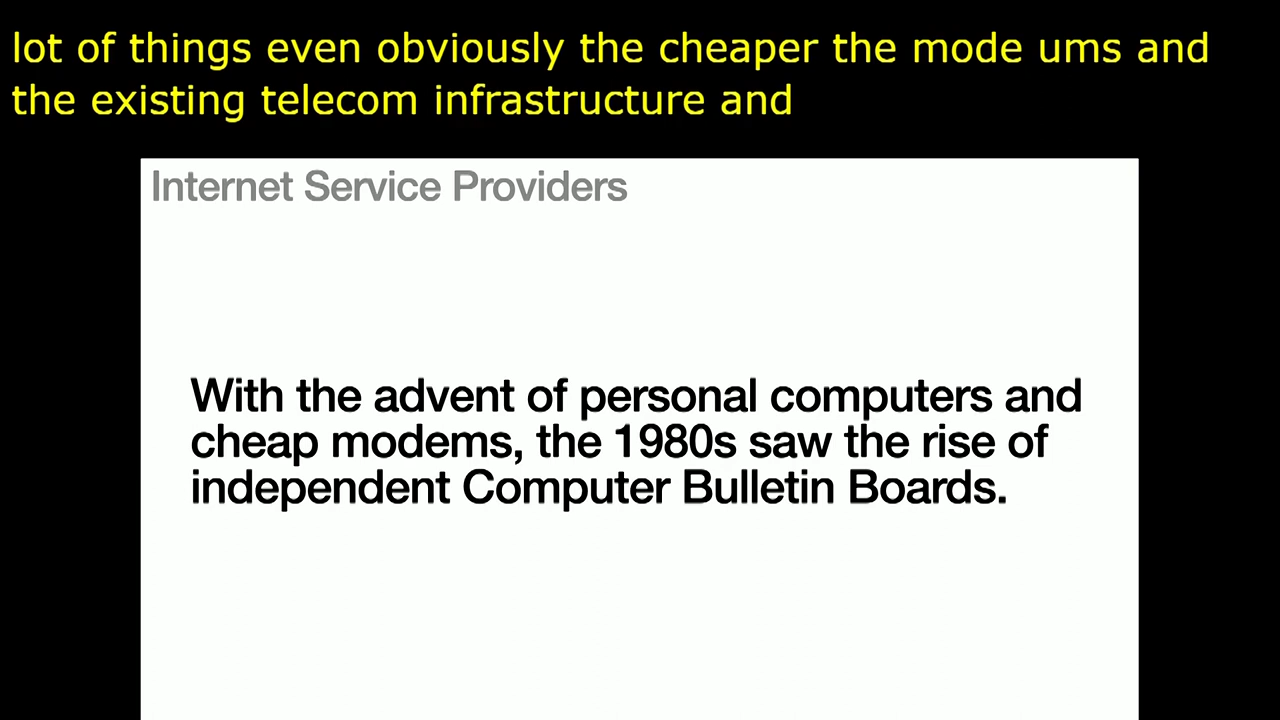 lot of things even obviously the cheaper the mode ums and
the existing telecom infrastructure and
Internet Service Providers
With the advent of personal computers and
cheap modems, the 1980s saw the rise of
independent Computer Bulletin Boards.